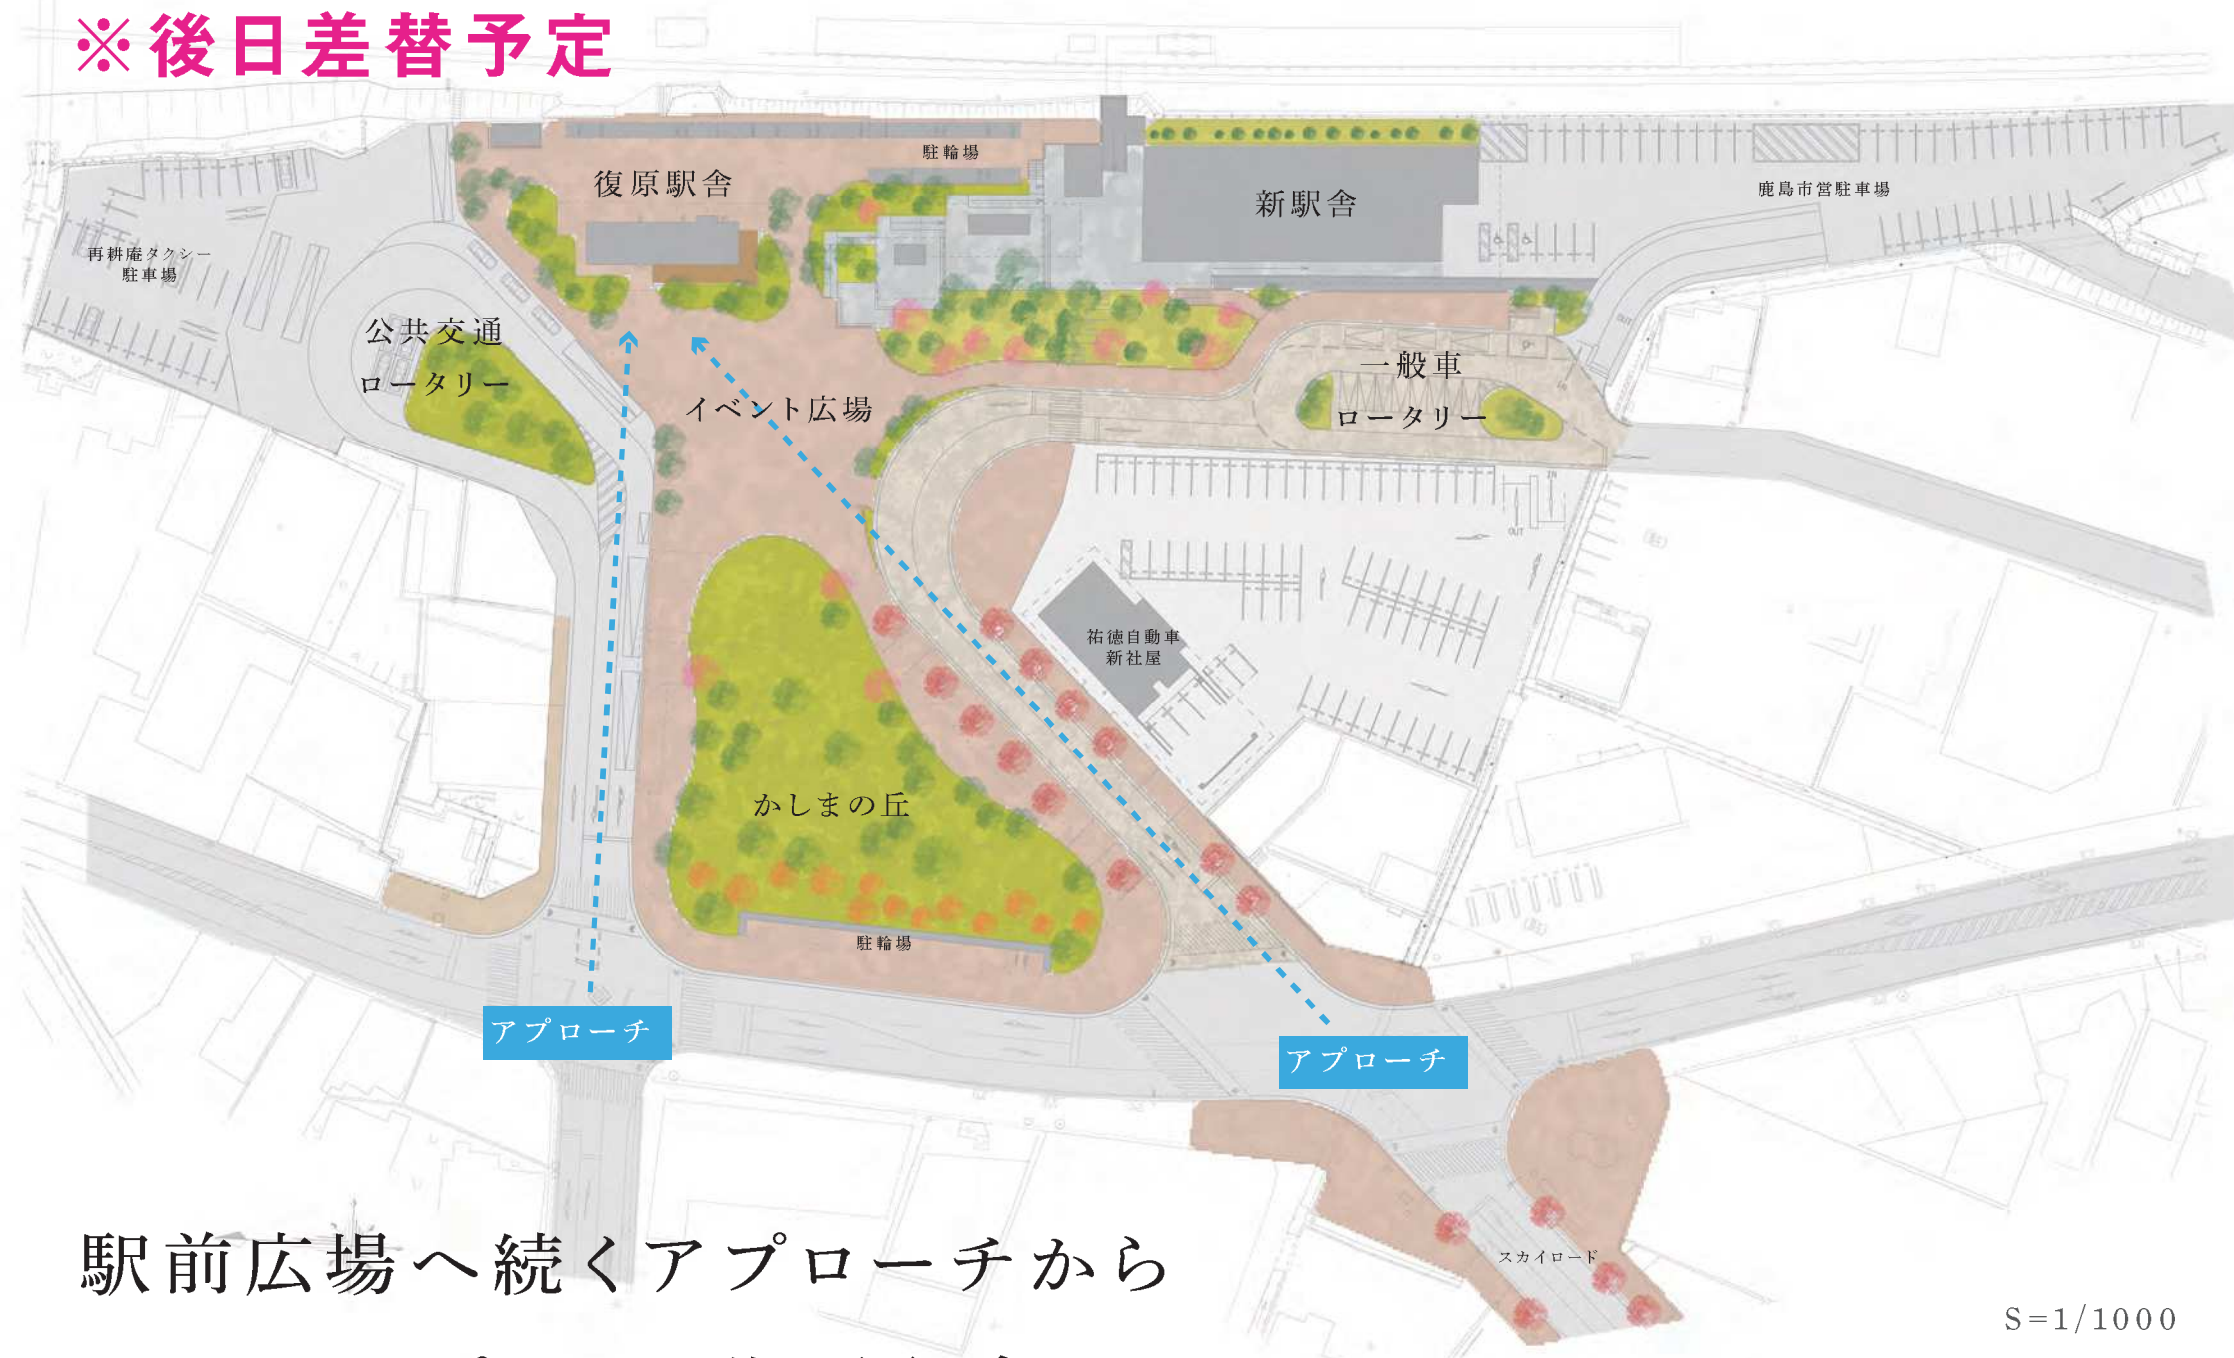 ※後日差替予定
駐輪場
復原駅舎
新駅舎
鹿島市営駐車場
再耕庵タクシー
駐車場
公共交通
ロータリー
イベント広場
一般車
ロータリー
OUT
IN
OUT
祐徳自動車
新社屋
かしまの丘
駐輪場
アプローチ
アプローチ
スカイロード
駅前広場へ続くアプローチから
S=1/1000